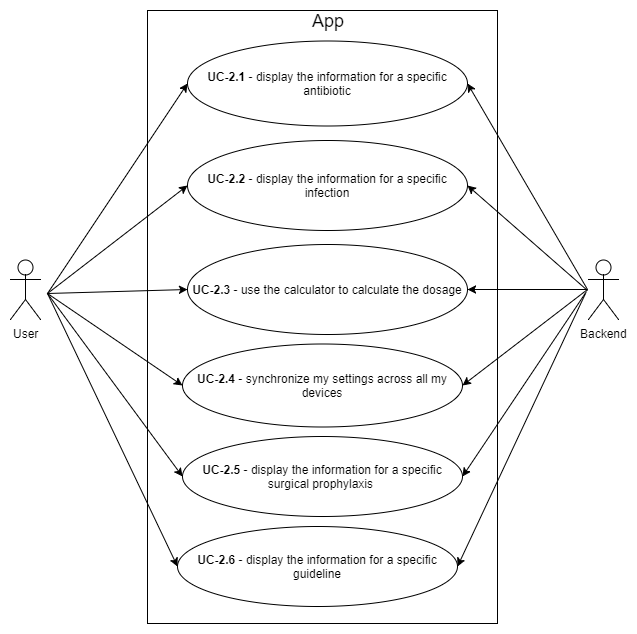 App
UC-2.1 - display the information for a specific
antibiotic
UC-2.2 - display the information for a specific
infection
UC-2.3 - use the calculator to calculate the dosage
User
Backend
UC-2.4 - synchronize my settings across all my
devices
UC-2.5 - display the information for a specific
surgical prophylaxis
UC-2.6 - display the information for a specific
guideline